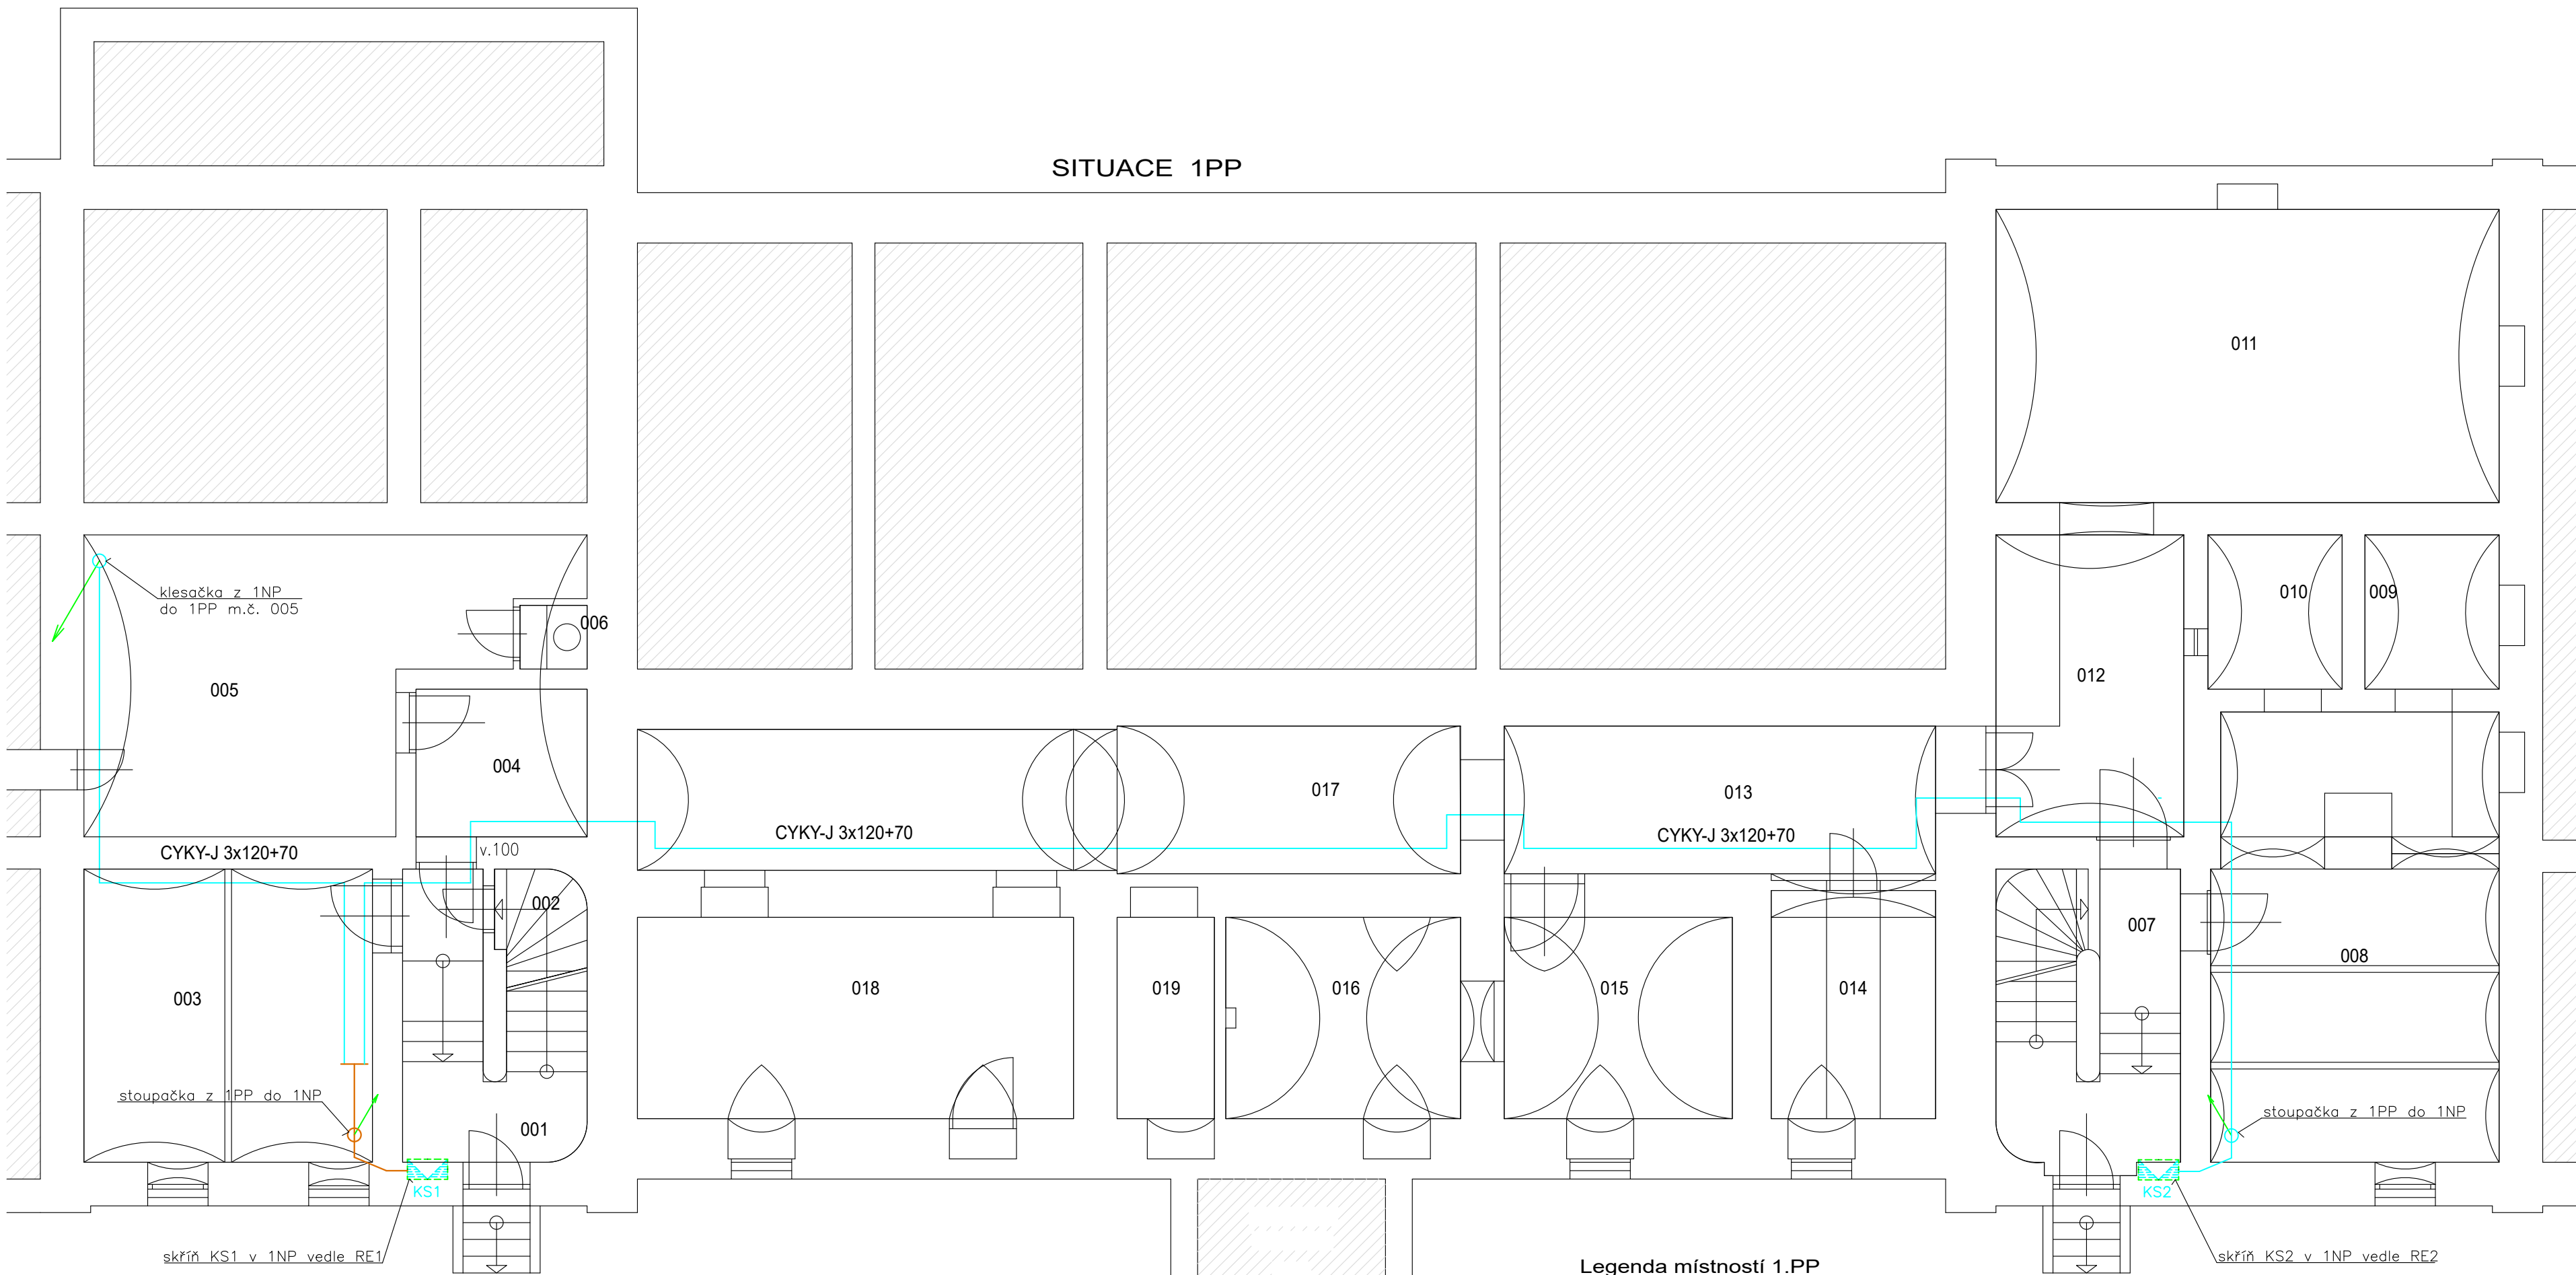 SITUACE 1PP
011
klesačka z 1NP
do 1PP m.č. 005
006
010
009
005
012
004
017
013
CYKY-J 3x120+70
CYKY-J 3x120+70
CYKY-J 3x120+70
v.100
002
007
008
003
018
019
016
015
014
stoupačka z 1PP do 1NP
001
stoupačka z 1PP do 1NP
KS1
KS2
skříň KS1 v 1NP vedle RE1
skříň KS2 v 1NP vedle RE2
Legenda místností 1.PP